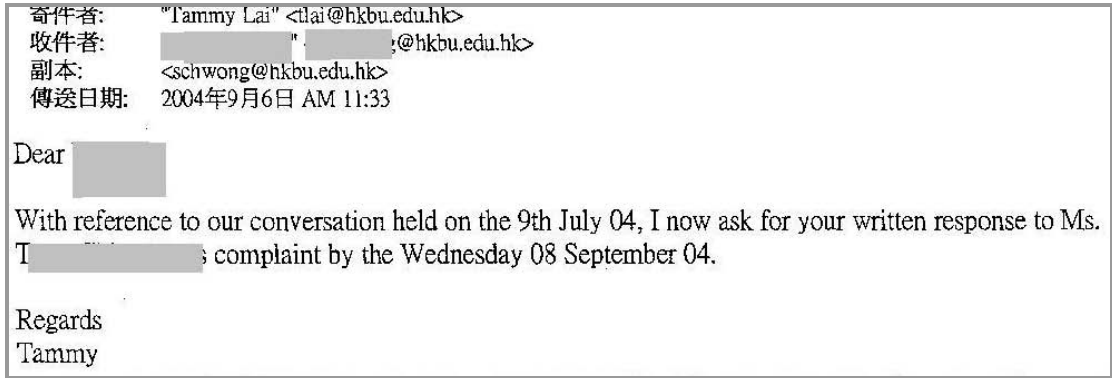 寄件者: "Tammy Lai" <tlai@hkbu.edu.hk>
收件者: " @hkbu.edu.hk>
副本: <schwong@hkbu.edu.hk>
傳送日期: 2004年9月6日 AM 11:33
Dear
With reference to our conversation held on the 9th July 04, I now ask for your written response to Ms.
complaint by the Wednesday 08 September 04.
Regards
Tammy